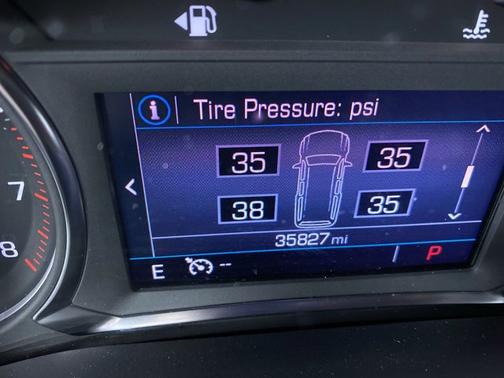 i Tire Pressure: psi
35 35
38 35
35827 mi
E -- P
7
8